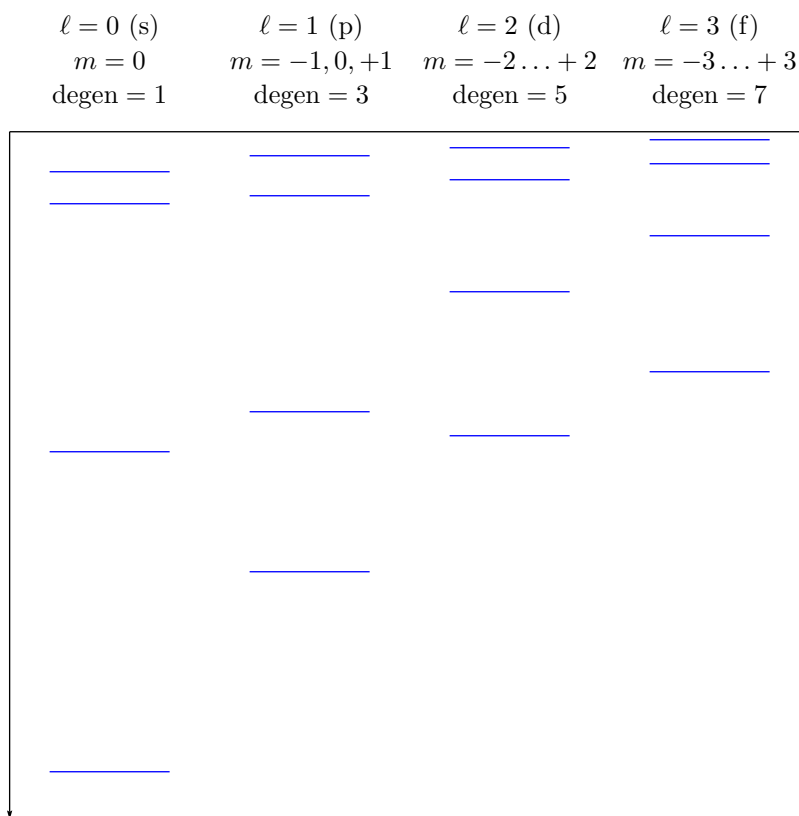 ℓ = 0 (s) ℓ = 1 (p) ℓ = 2 (d) ℓ = 3 (f)
m = 0 m = −1, 0, +1 m = −2 … + 2 m = −3 … + 3
degen = 1 degen = 3 degen = 5 degen = 7